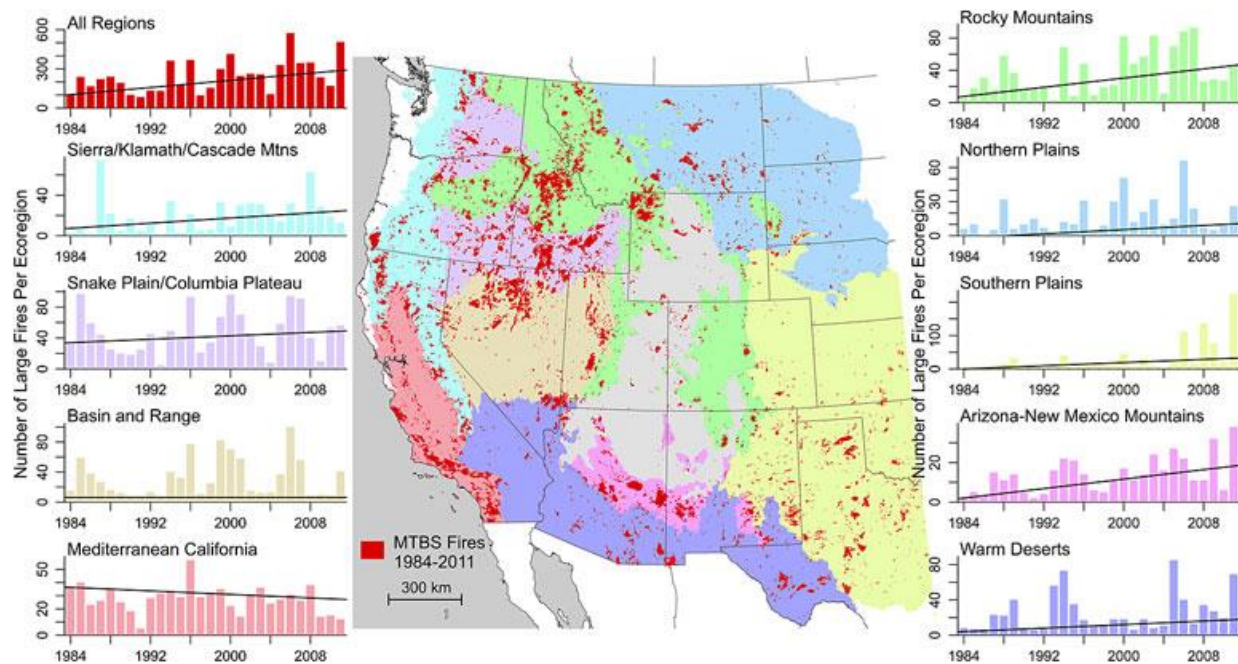 All Regions
600
300
0
1984 1992 2000 2008
Sierra/Klamath/Cascade Mtns
40
0
1984 1992 2000 2008
Snake Plain/Columbia Plateau
80
40
0
1984 1992 2000 2008
Basin and Range
80
40
0
1984 1992 2000 2008
Mediterranean California
50
20
0
1984 1992 2000 2008
Number of Large Fires Per Ecoregion
MTBS Fires
1984-2011
300 km
Number of Large Fires Per Ecoregion
Rocky Mountains
80
40
0
1984 1992 2000 2008
Northern Plains
60
30
0
1984 1992 2000 2008
Southern Plains
100
0
1984 1992 2000 2008
Arizona-New Mexico Mountains
20
0
1984 1992 2000 2008
Warm Deserts
80
40
0
1984 1992 2000 2008